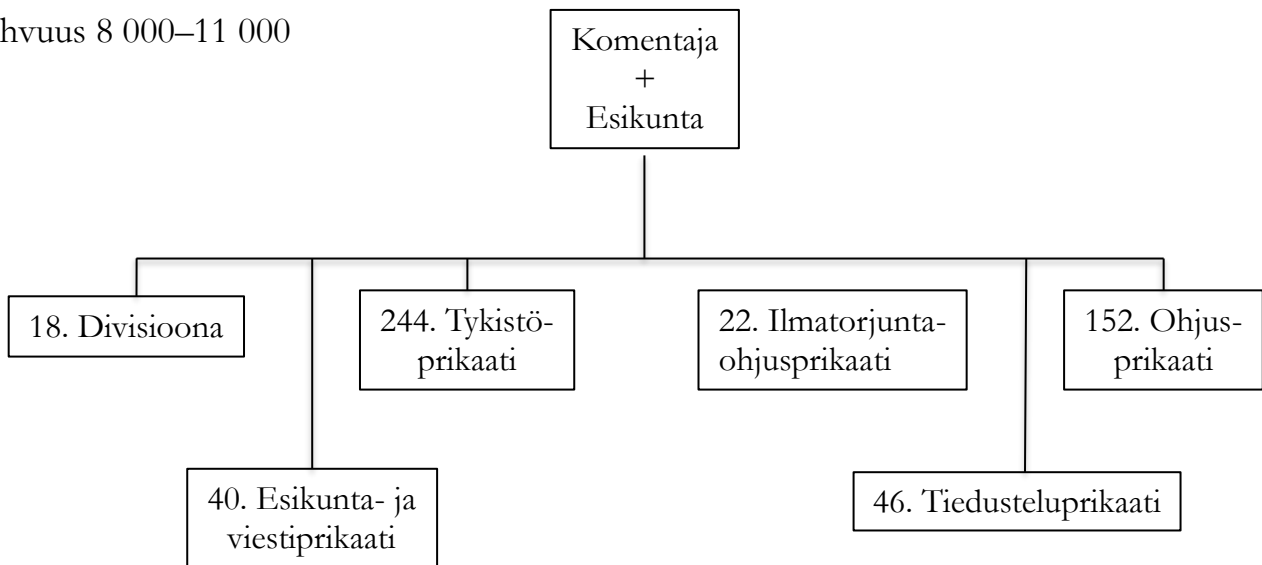 hvuus 8 000–11 000
Komentaja
+
Esikunta
18. Divisioona
244. Tykistö-
prikaati
22. Ilmatorjunta-
ohjusprikaati
152. Ohjus-
prikaati
40. Esikunta- ja
viestiprikaati
46. Tiedusteluprikaati